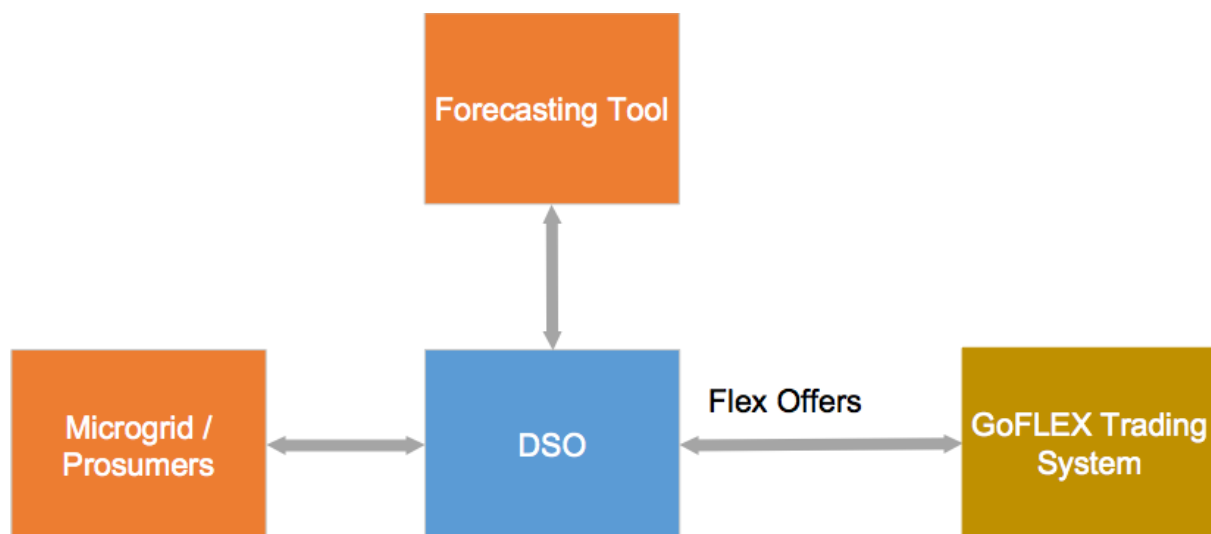 Forecasting Tool
Flex Offers
Microgrid /
Prosumers
DSO
GoFLEX Trading
System